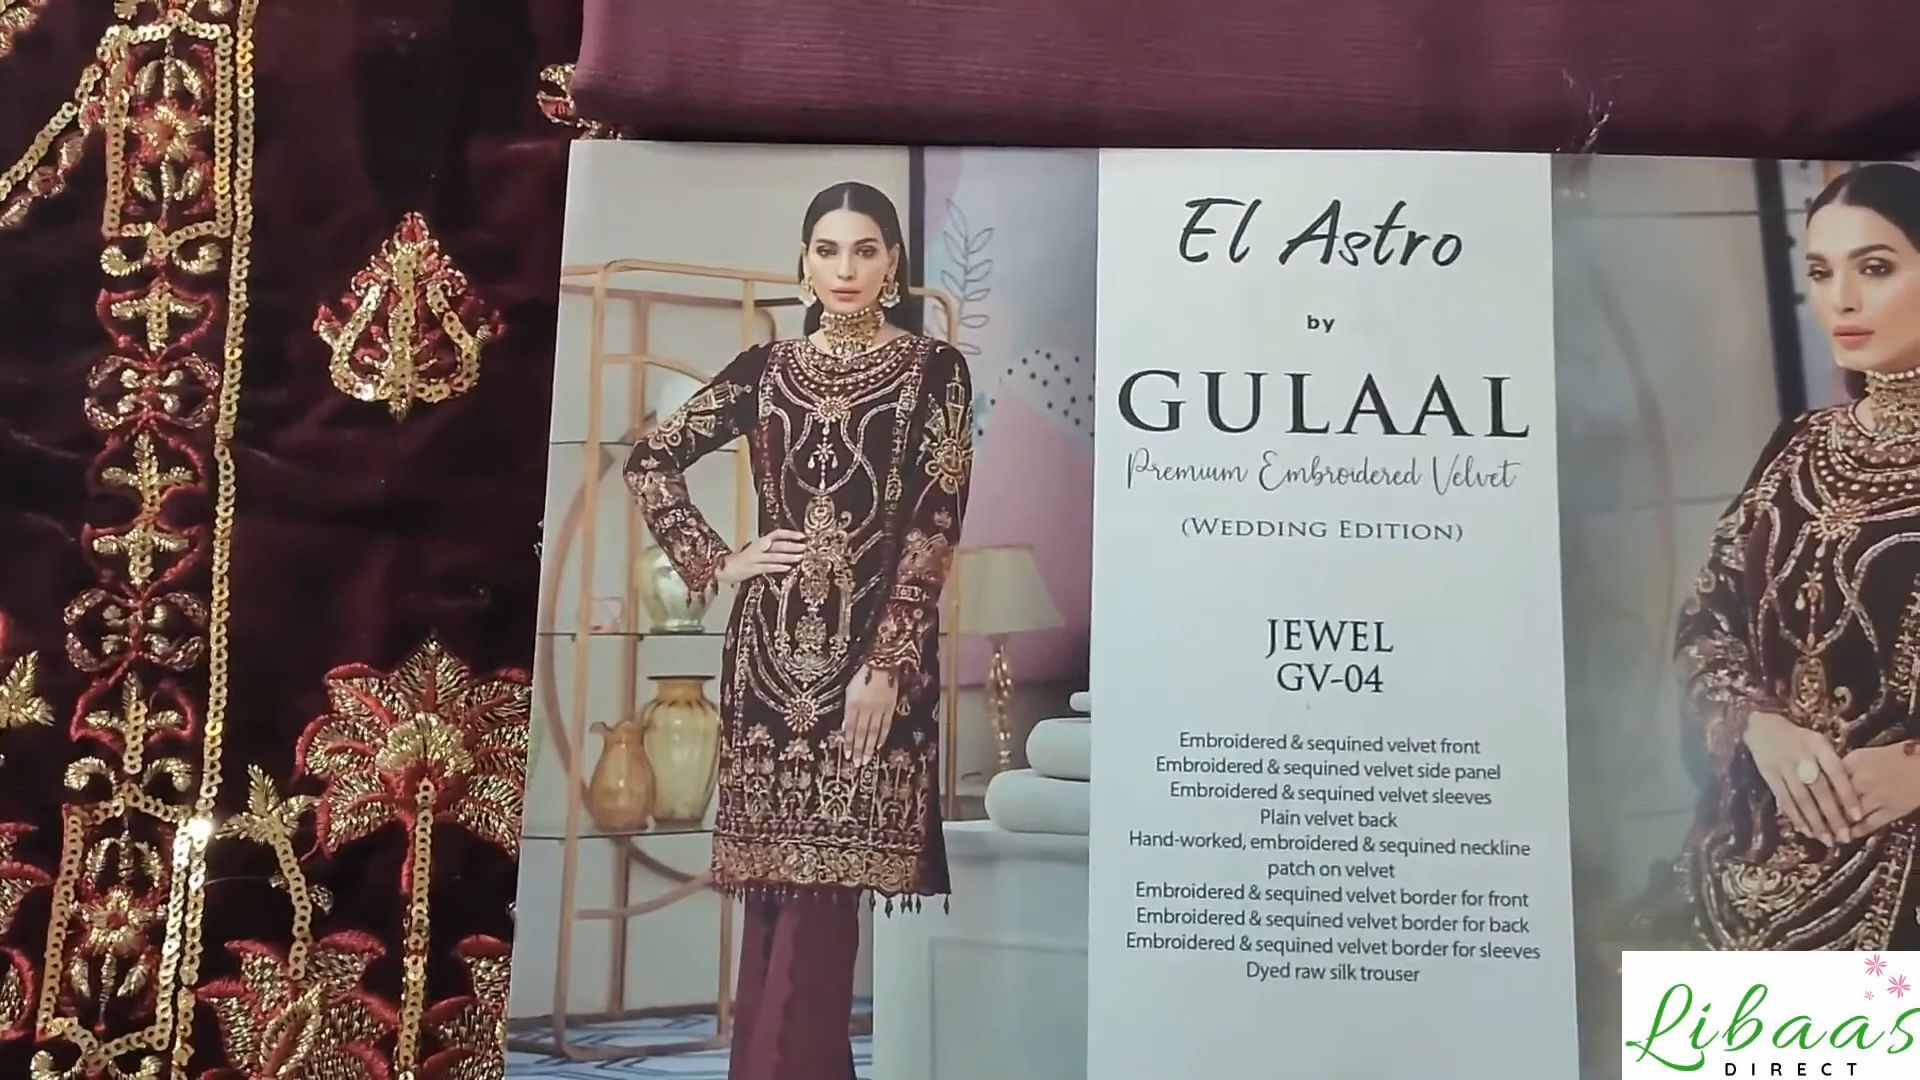 El Astro
by
GULAAL
Premium Embroidered Velvet
(WEDDING EDITION)
JEWEL
GV-04
Embroidered & sequined velvet front
Embroidered & sequined velvet side panel
Embroidered & sequined velvet sleeves
Plain velvet back
Hand-worked, embroidered & sequined neckline
patch on velvet
Embroidered & sequined velvet border for front
Embroidered & sequined velvet border for back
Embroidered & sequined velvet border for sleeves
Dyed raw silk trouser
Libaas
DIRECT